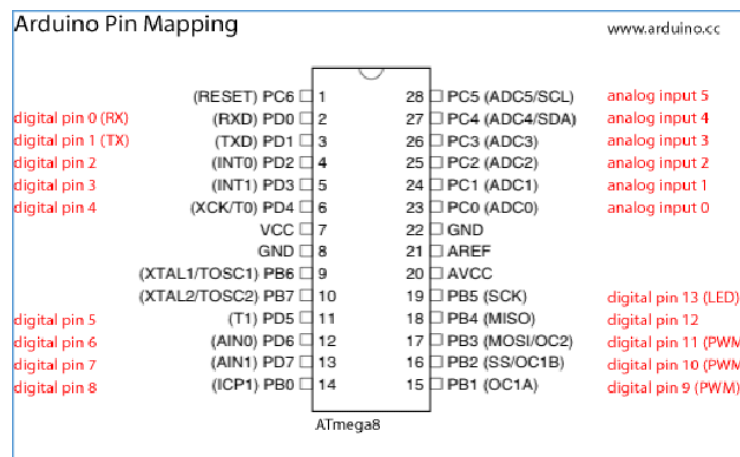 Arduino Pin Mapping
www.arduino.cc
(RESET) PC6 1 28 PC5 (ADC5/SCL) analog input 5
digital pin 0 (RX) (RXD) PD0 2 27 PC4 (ADC4/SDA) analog input 4
digital pin 1 (TX) (TXD) PD1 3 26 PC3 (ADC3) analog input 3
digital pin 2 (INT0) PD2 4 25 PC2 (ADC2) analog input 2
digital pin 3 (INT1) PD3 5 24 PC1 (ADC1) analog input 1
digital pin 4 (XCK/T0) PD4 6 23 PC0 (ADC0) analog input 0
VCC 7 22 GND
GND 8 21 AREF
(XTAL1/TOSC1) PB6 9 20 AVCC
(XTAL2/TOSC2) PB7 10 19 PB5 (SCK) digital pin 13 (LED)
digital pin 5 (T1) PD5 11 18 PB4 (MISO) digital pin 12
digital pin 6 (AIN0) PD6 12 17 PB3 (MOSI/OC2) digital pin 11 (PWM
digital pin 7 (AIN1) PD7 13 16 PB2 (SS/OC1B) digital pin 10 (PWM
digital pin 8 (ICP1) PB0 14 15 PB1 (OC1A) digital pin 9 (PWM)
ATmega8